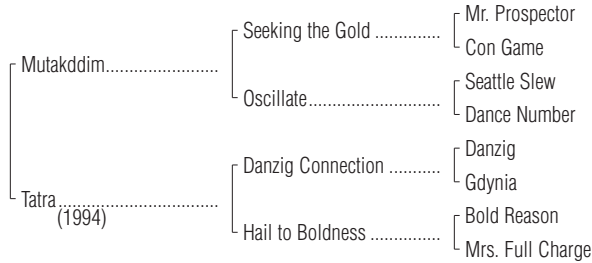 Mr. Prospector
Seeking the Gold ..............
Con Game
Mutakddim........................
Seattle Slew
Oscillate............................
Dance Number
Danzig
Danzig Connection ...........
Gdynia
Tatra..................................
(1994)
Bold Reason
Hail to Boldness ...............
Mrs. Full Charge